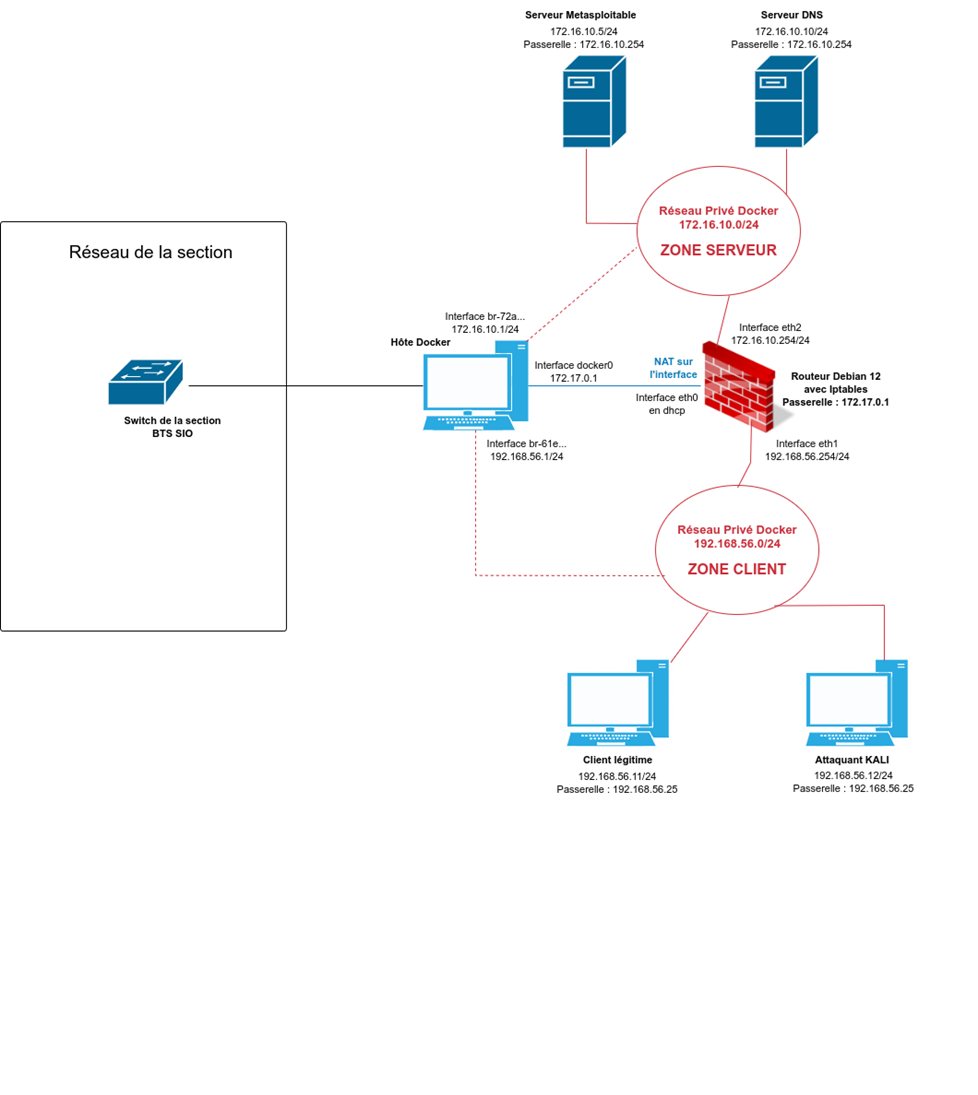 Serveur Metasploitable
172.16.10.5/24
Passerelle : 172.16.10.254
Serveur DNS
172.16.10.10/24
Passerelle : 172.16.10.254
Réseau Privé Docker
172.16.10.0/24
ZONE SERVEUR
Réseau de la section
Interface br-72a...
172.16.10.1/24
Hôte Docker
Interface eth2
172.16.10.254/24
Interface docker0
172.17.0.1
NAT sur
l'interface
Interface eth0
en dhcp
Routeur Debian 12
avec Iptables
Passerelle : 172.17.0.1
Switch de la section
BTS SIO
Interface br-61e...
192.168.56.1/24
Interface eth1
192.168.56.254/24
Réseau Privé Docker
192.168.56.0/24
ZONE CLIENT
Client légitime
192.168.56.11/24
Passerelle : 192.168.56.25
Attaquant KALI
192.168.56.12/24
Passerelle : 192.168.56.25